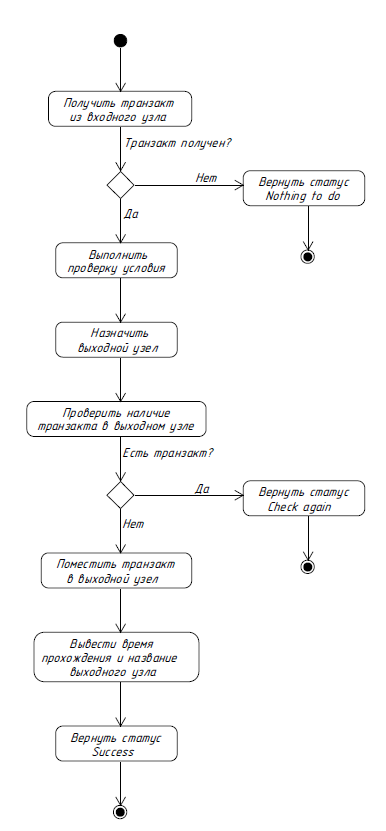 Получить транзакт
из входного узла
Транзакт получен?
Нет
Вернуть статус
Nothing to do
Да
Выполнить
проверку условия
Назначить
выходной узел
Проверить наличие
транзакта в выходном узле
Есть транзакт?
Да
Вернуть статус
Check again
Нет
Поместить транзакт
в выходной узел
Вывести время
прохождения и название
выходного узла
Вернуть статус
Success